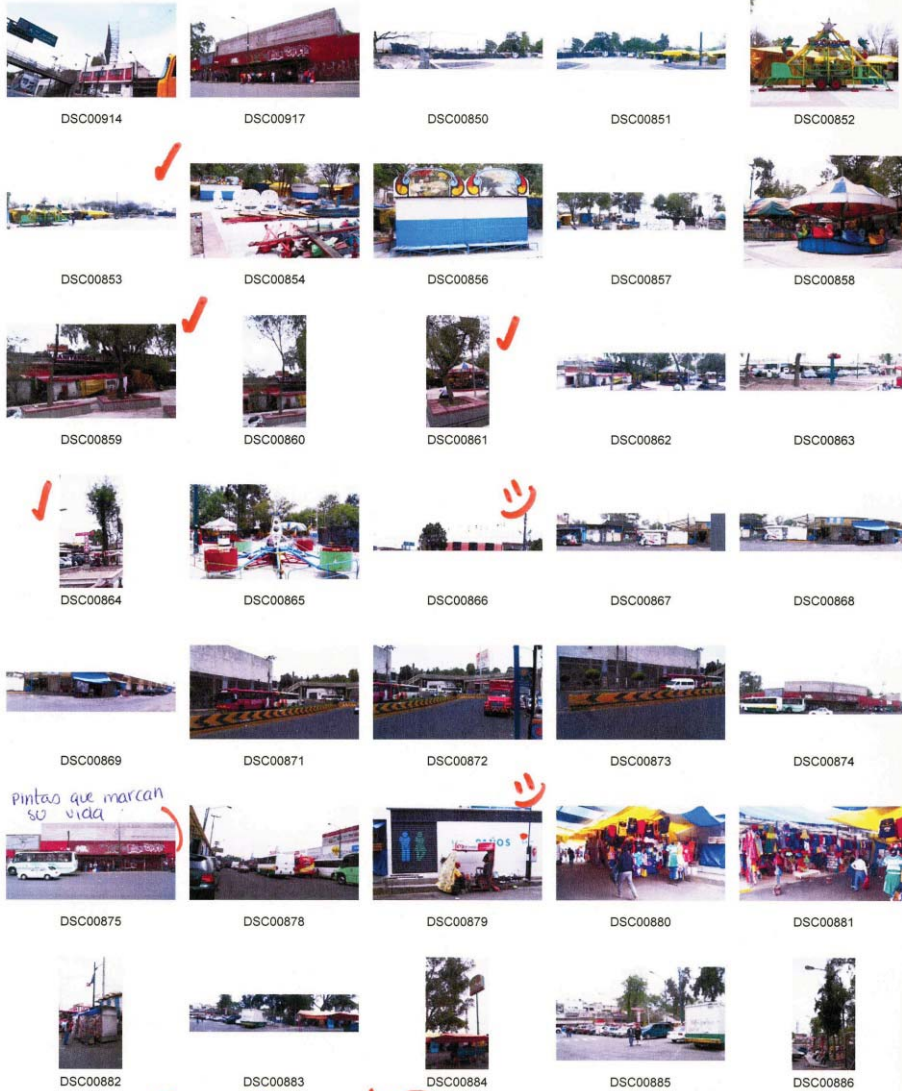 DSC00914 DSC00917 DSC00850 DSC00851 DSC00852
DSC00853 DSC00854 DSC00856 DSC00857 DSC00858
DSC00859 DSC00860 DSC00861 DSC00862 DSC00863
DSC00864 DSC00865 DSC00866 DSC00867 DSC00868
DSC00869 DSC00871 DSC00872 DSC00873 DSC00874
Pintas que marcan
su vida
DSC00875 DSC00878 DSC00879 DSC00880 DSC00881
DSC00882 DSC00883 DSC00884 DSC00885 DSC00886